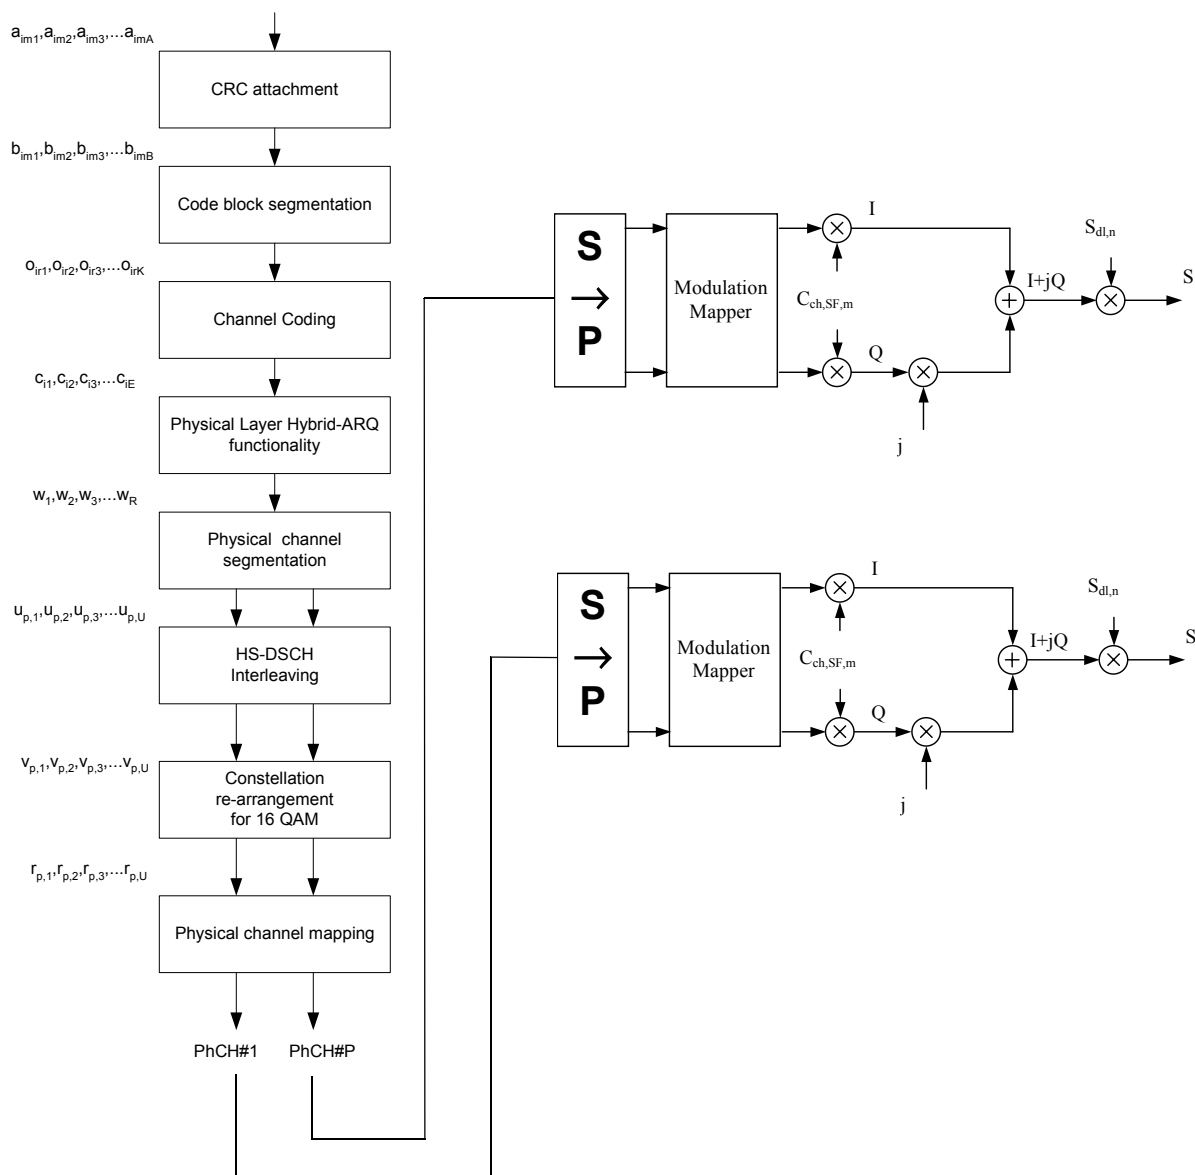 a_im1,a_im2,a_im3,...a_imA
CRC attachment
b_im1,b_im2,b_im3,...b_imB
Code block segmentation
o_ir1,o_ir2,o_ir3,...o_irK
Channel Coding
c_i1,c_i2,c_i3,...c_iE
Physical Layer Hybrid-ARQ
functionality
w_1,w_2,w_3,...w_R
Physical channel
segmentation
u_p,1,u_p,2,u_p,3,...u_p,U
HS-DSCH
Interleaving
v_p,1,v_p,2,v_p,3,...v_p,U
Constellation
re-arrangement
for 16 QAM
r_p,1,r_p,2,r_p,3,...r_p,U
Physical channel mapping
PhCH#1 PhCH#P
S
→
P
Modulation
Mapper
I
C_ch,SF,m
Q
j
I+jQ
S_dl,n
S
S
→
P
Modulation
Mapper
I
C_ch,SF,m
Q
j
I+jQ
S_dl,n
S